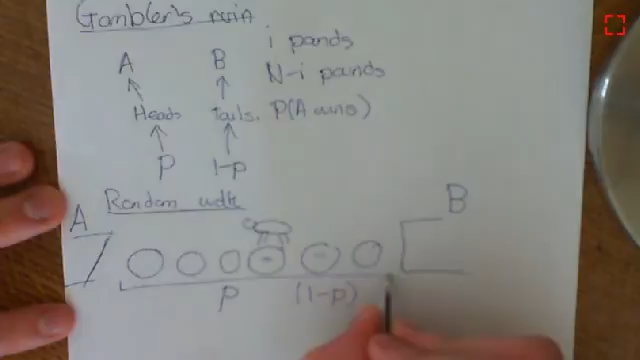 Gambler's ruin
A B i pounds
N-i pounds
Heads Tails. P(A wins)
P 1-p
Random walk
A B
p (1-p)